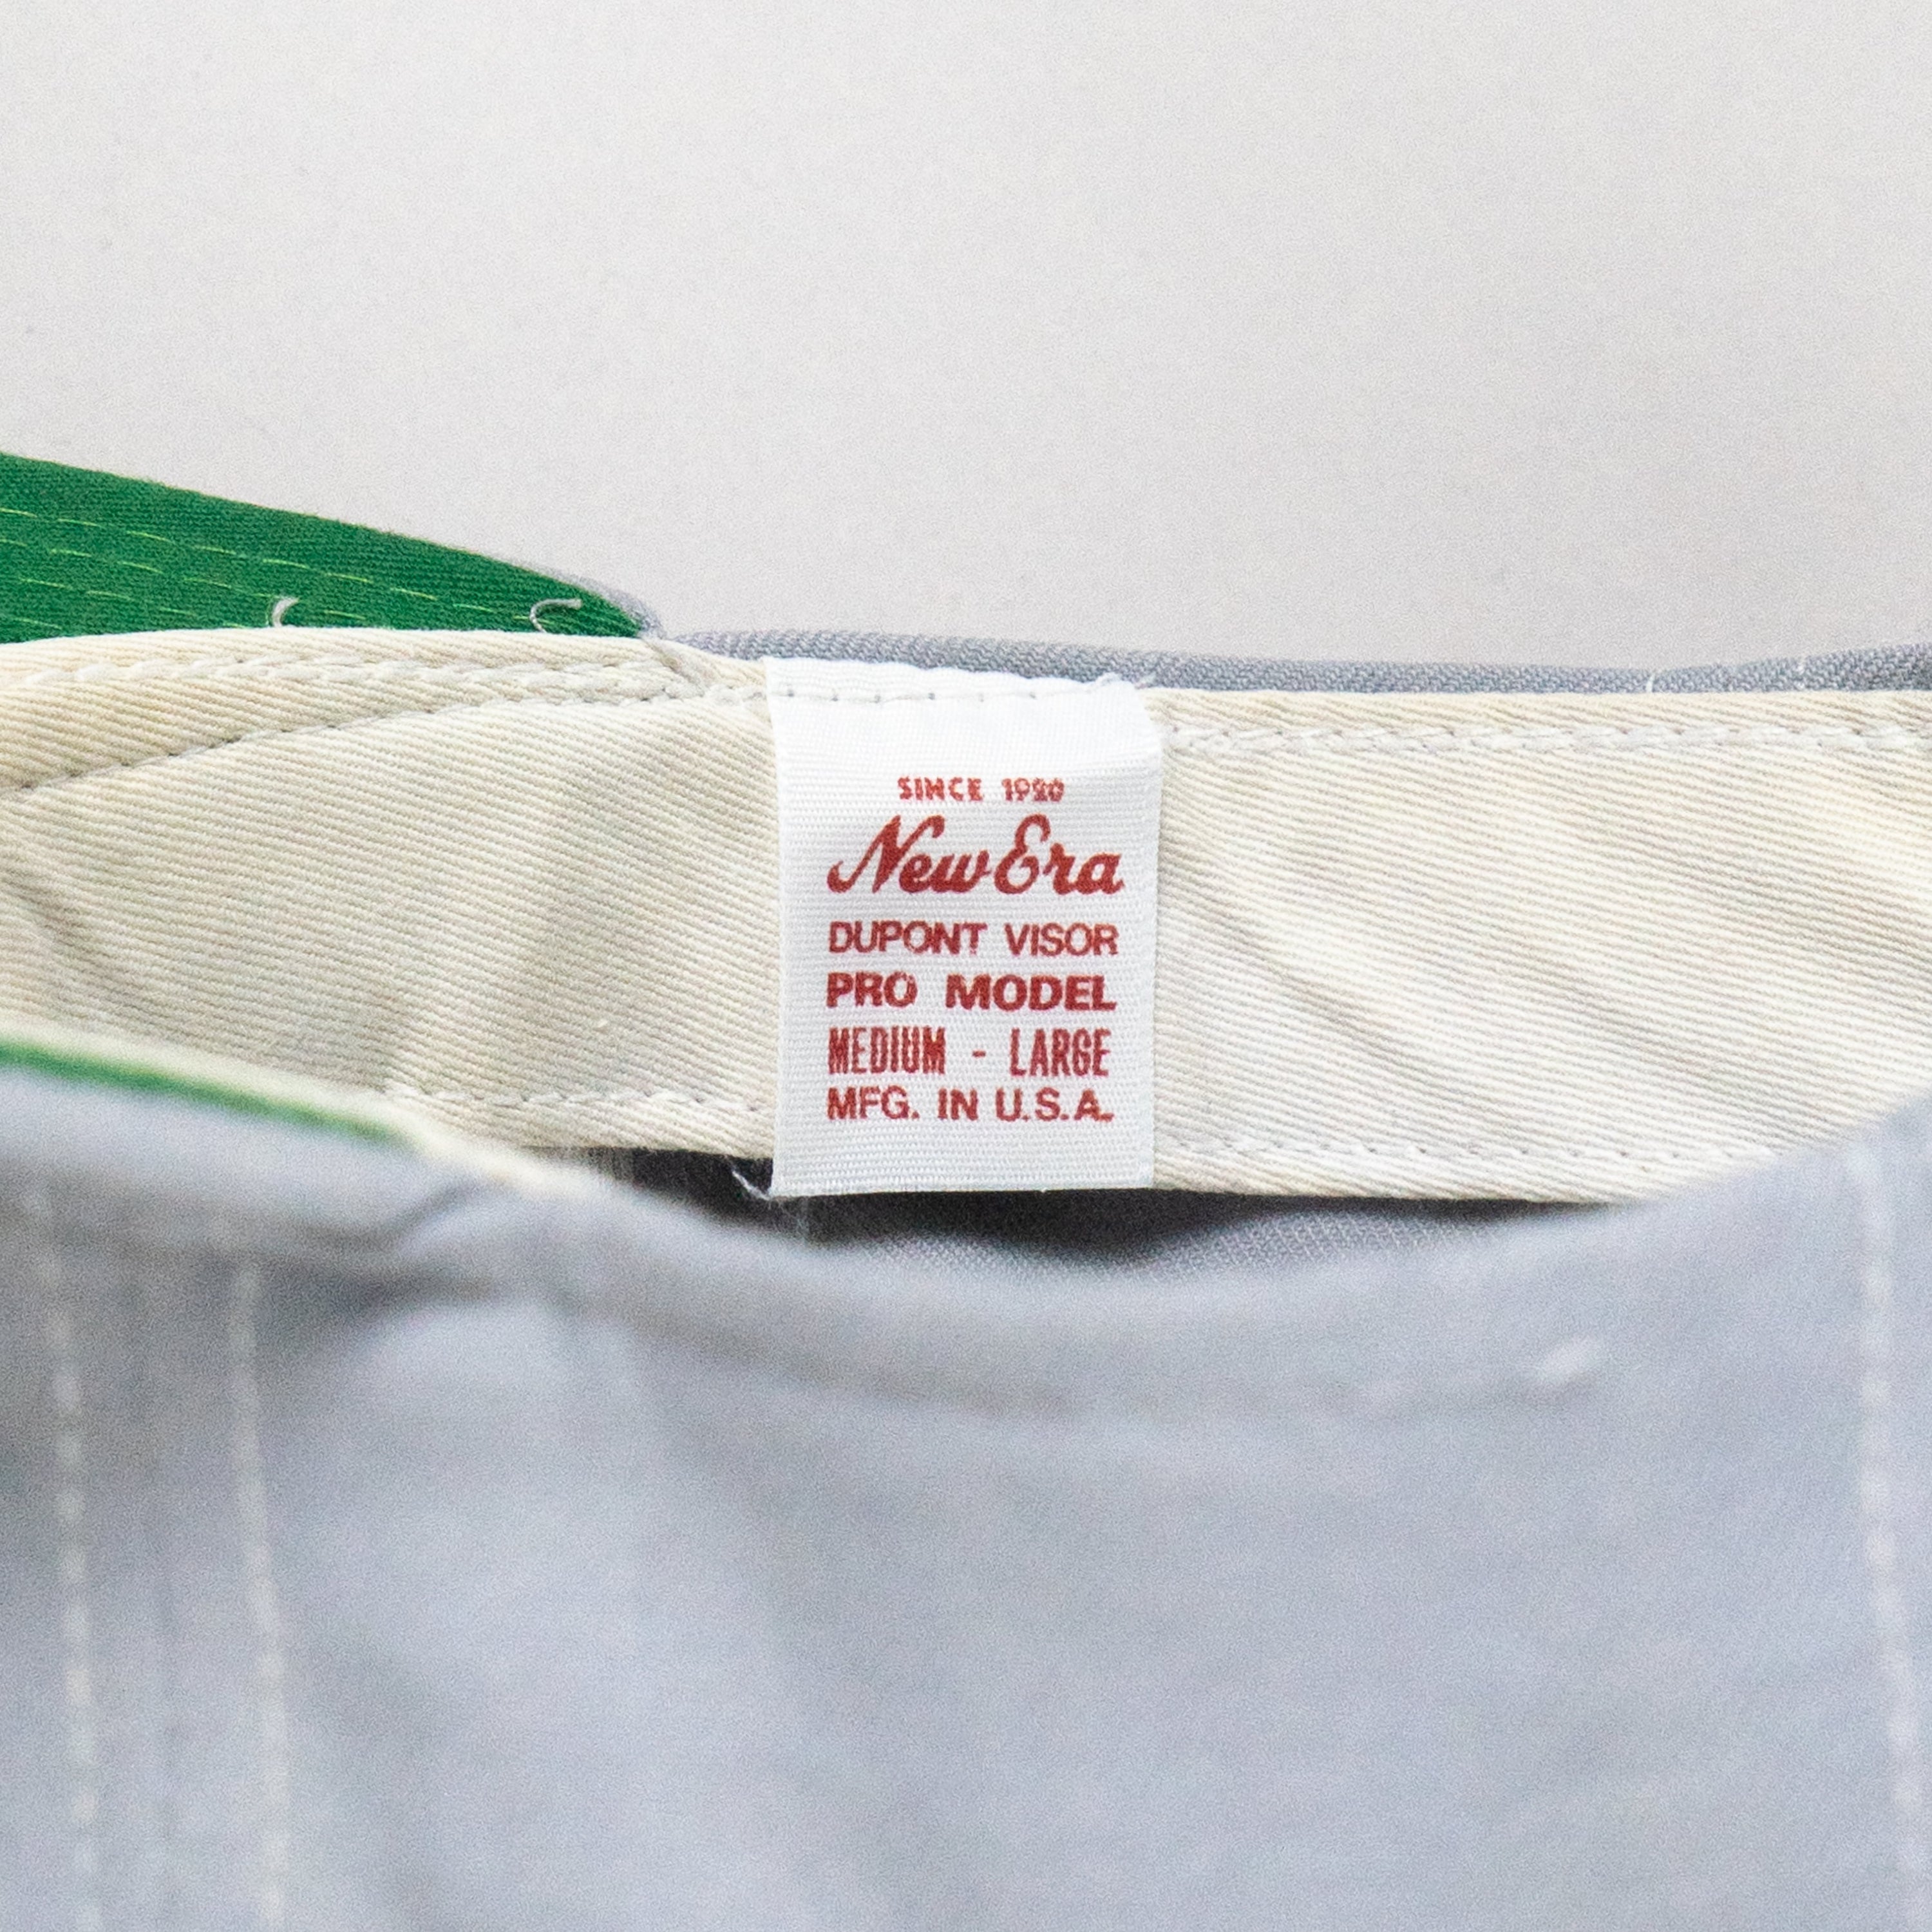 SINCE 1920
New Era
DUPONT VISOR
PRO MODEL
MEDIUM - LARGE
MFG. IN U.S.A.